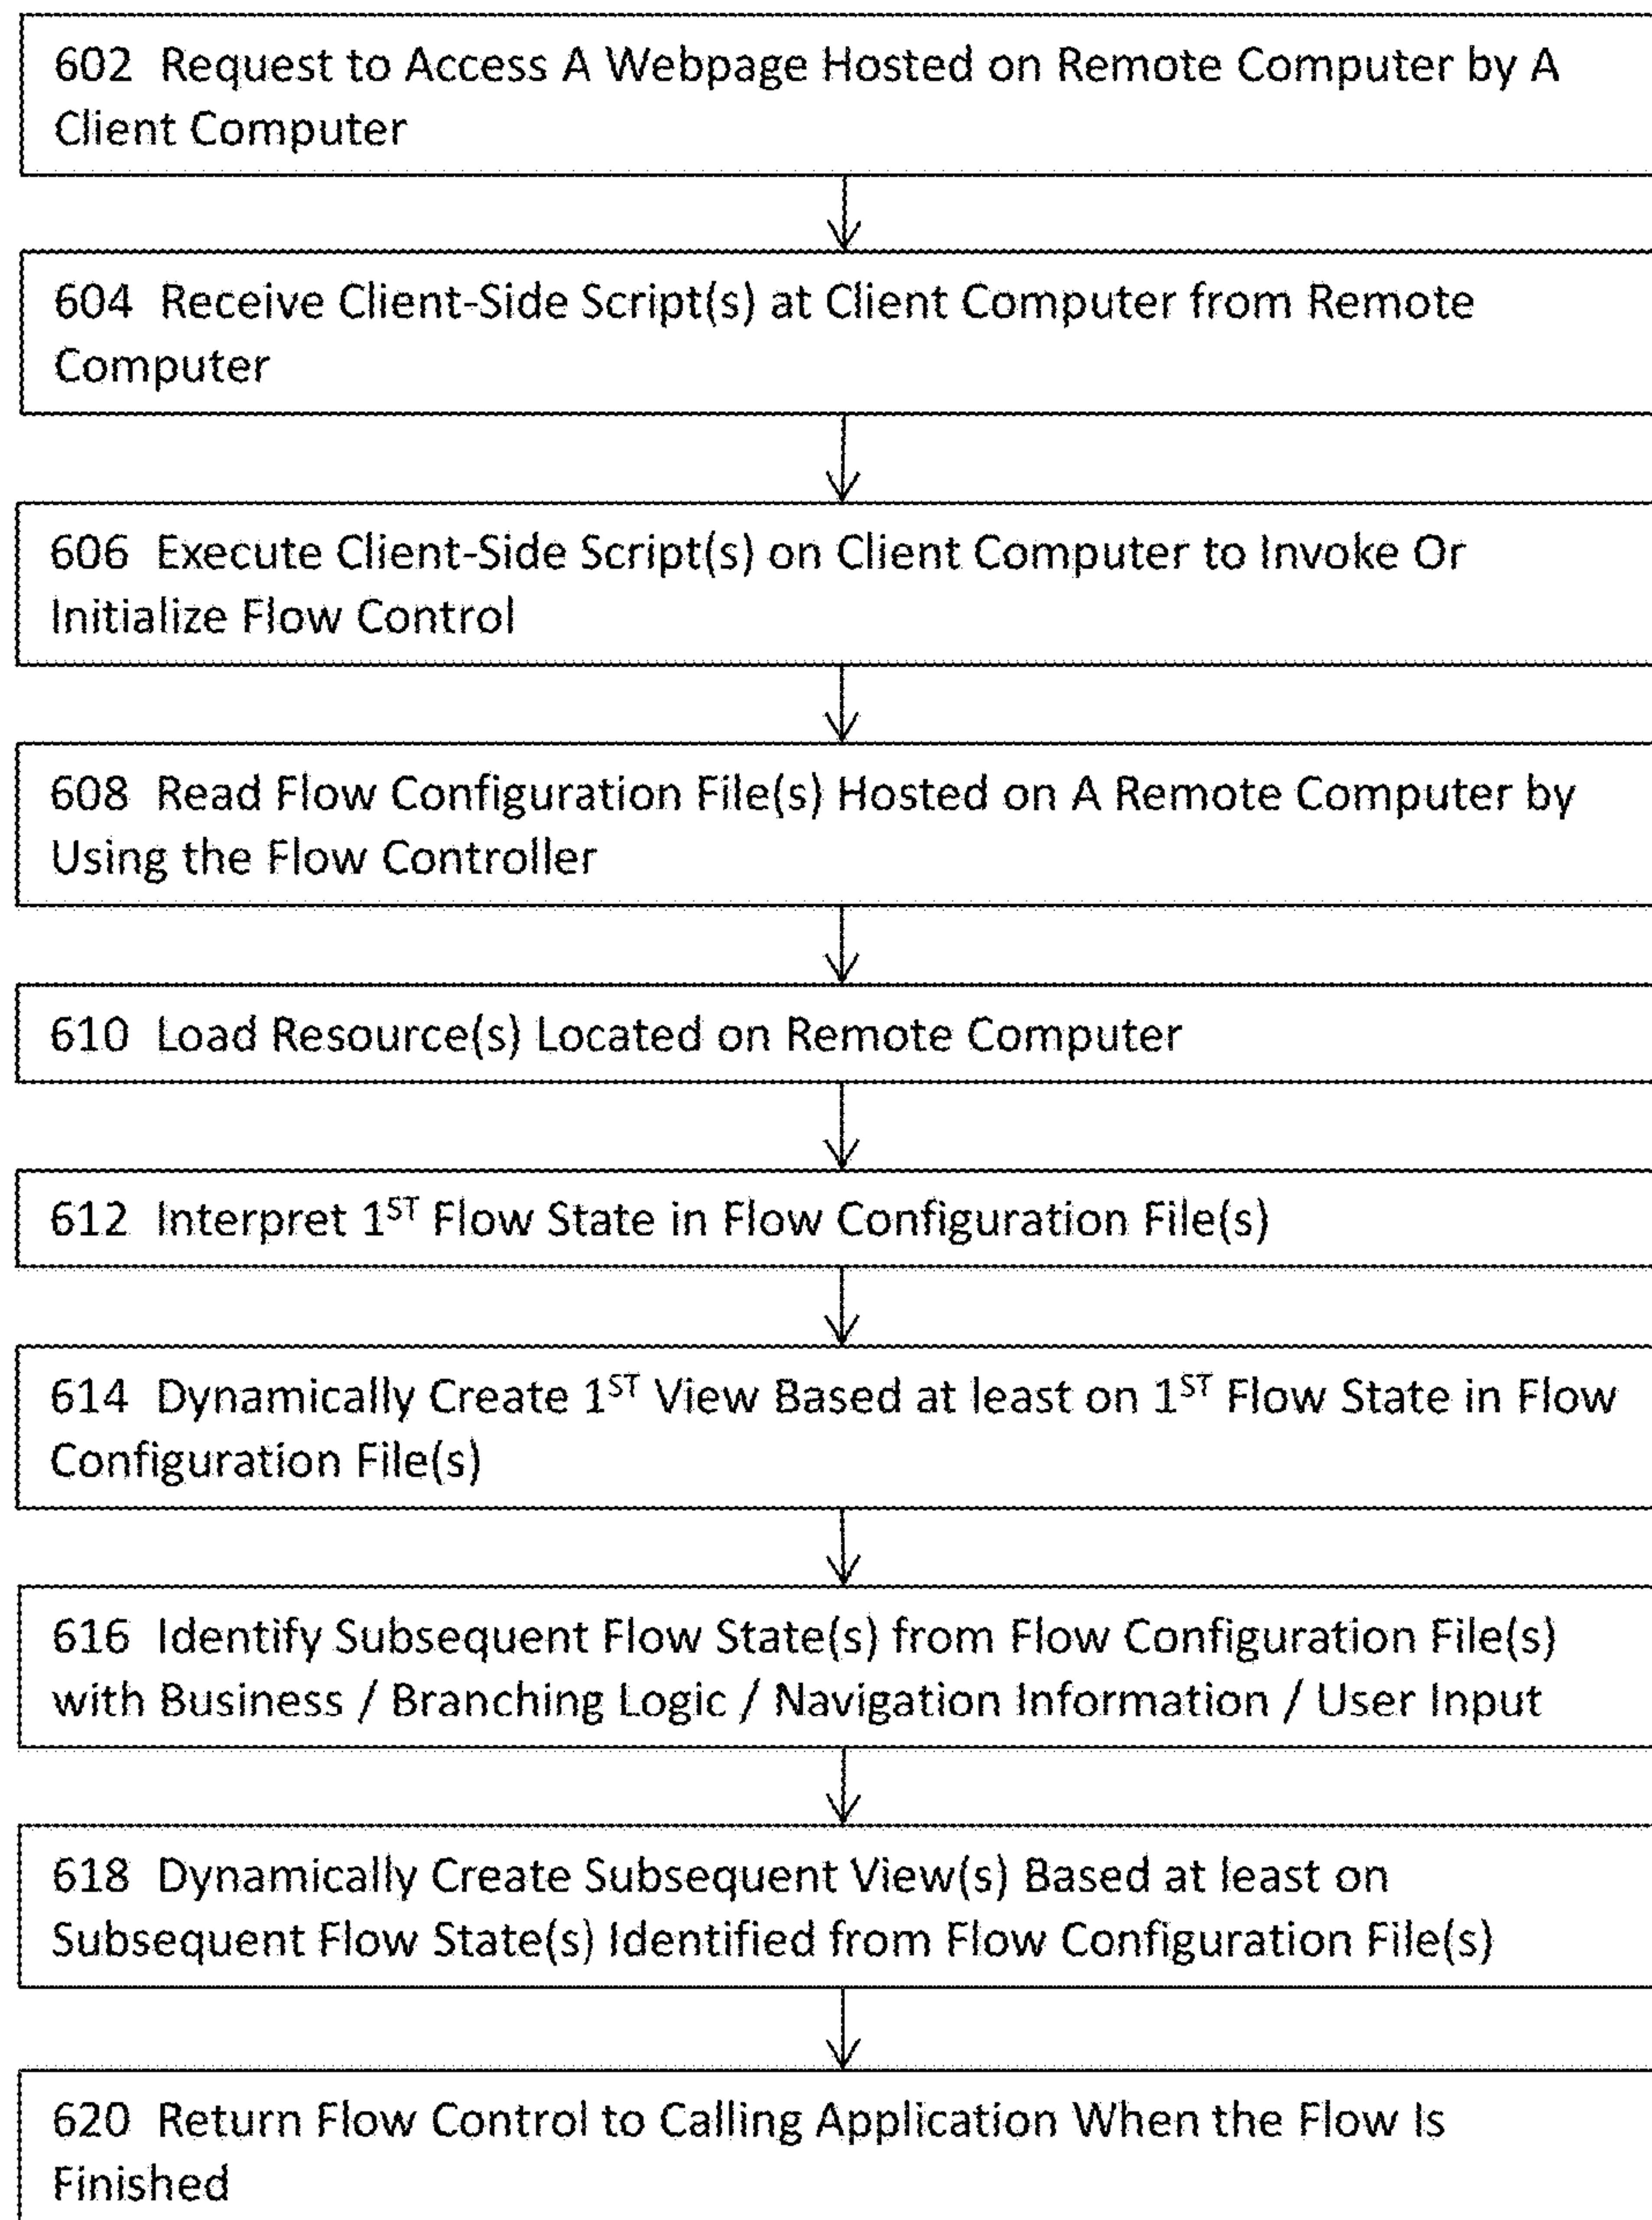 602 Request to Access A Webpage Hosted on Remote Computer by A
Client Computer
604 Receive Client-Side Script(s) at Client Computer from Remote
Computer
606 Execute Client-Side Script(s) on Client Computer to Invoke Or
Initialize Flow Control
608 Read Flow Configuration File(s) Hosted on A Remote Computer by
Using the Flow Controller
610 Load Resource(s) Located on Remote Computer
612 Interpret 1ST Flow State in Flow Configuration File(s)
614 Dynamically Create 1ST View Based at least on 1ST Flow State in Flow
Configuration File(s)
616 Identify Subsequent Flow State(s) from Flow Configuration File(s)
with Business / Branching Logic / Navigation Information / User Input
618 Dynamically Create Subsequent View(s) Based at least on
Subsequent Flow State(s) Identified from Flow Configuration File(s)
620 Return Flow Control to Calling Application When the Flow Is
Finished